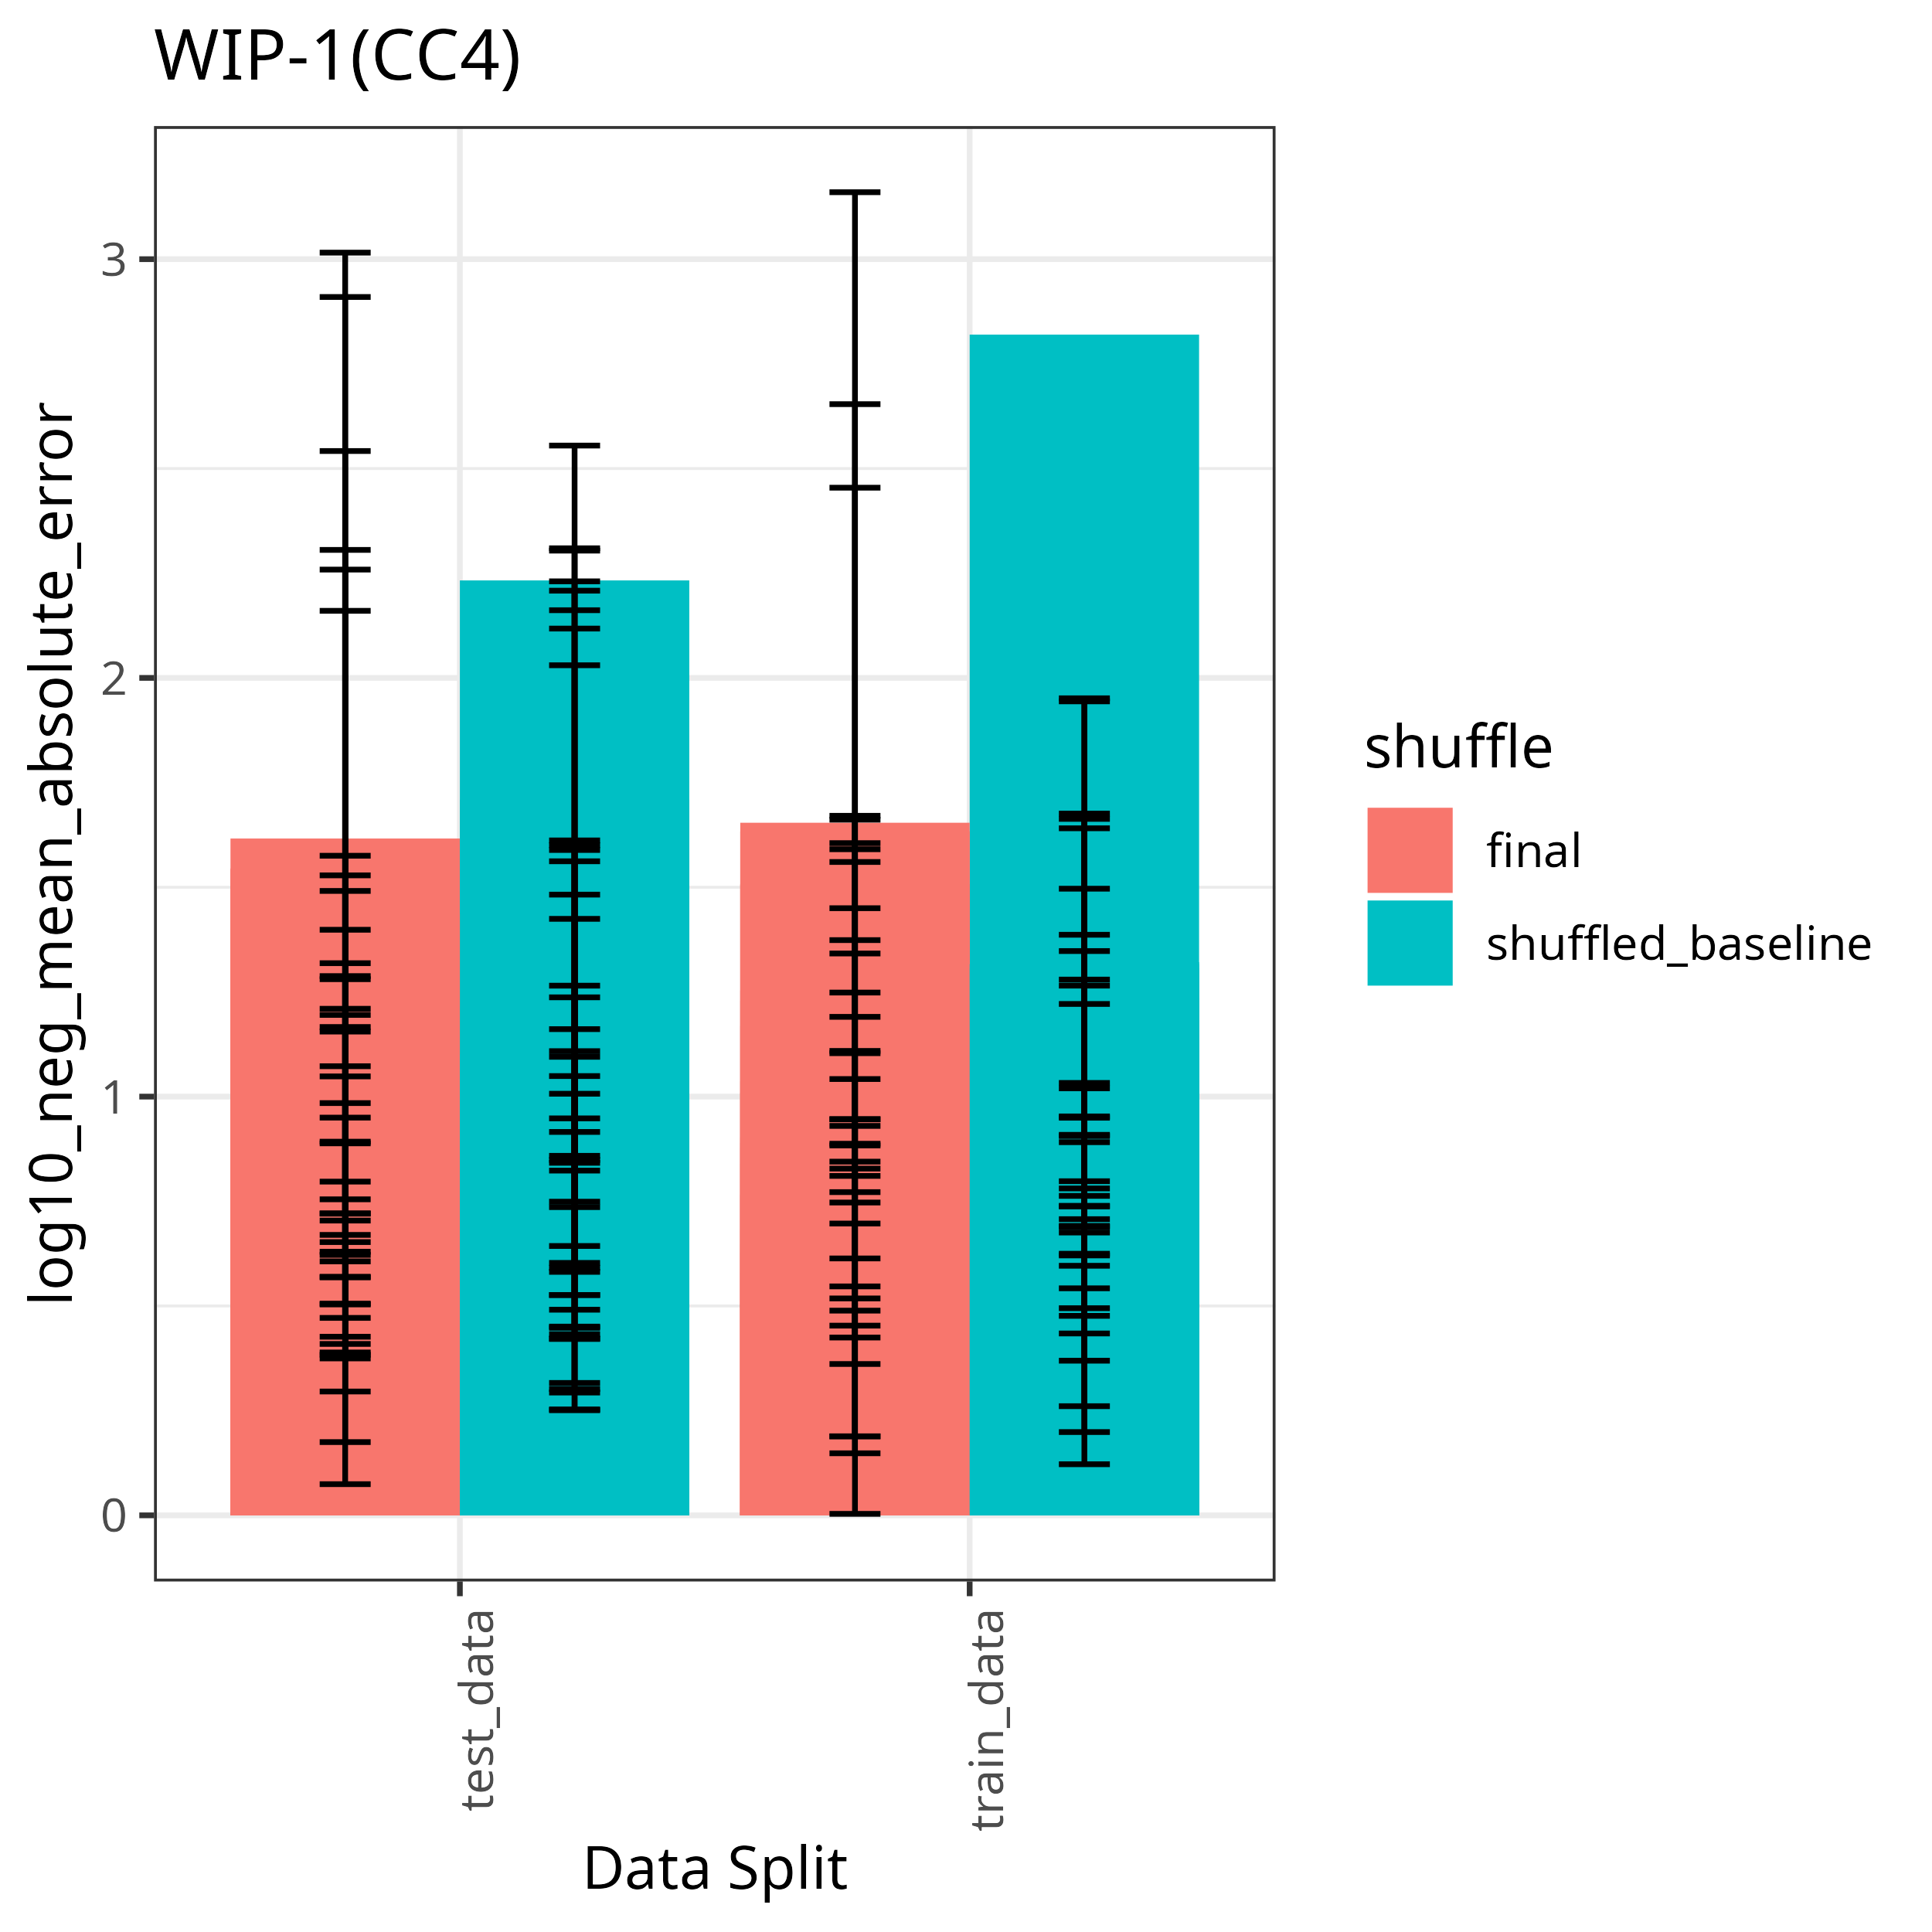 WIP-1(CC4)
log10_neg_mean_absolute_error
3
2
1
0
test_data
train_data
Data Split
shuffle
final
shuffled_baseline